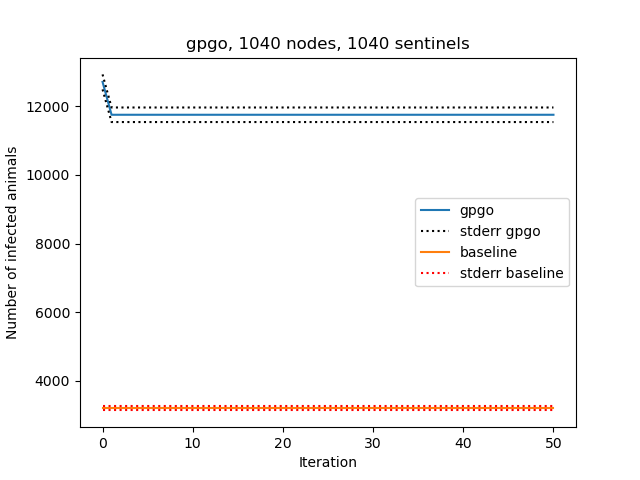 gpgo, 1040 nodes, 1040 sentinels
12000
10000
8000
6000
4000
Number of infected animals
gpgo
stderr gpgo
baseline
stderr baseline
0 10 20 30 40 50
Iteration